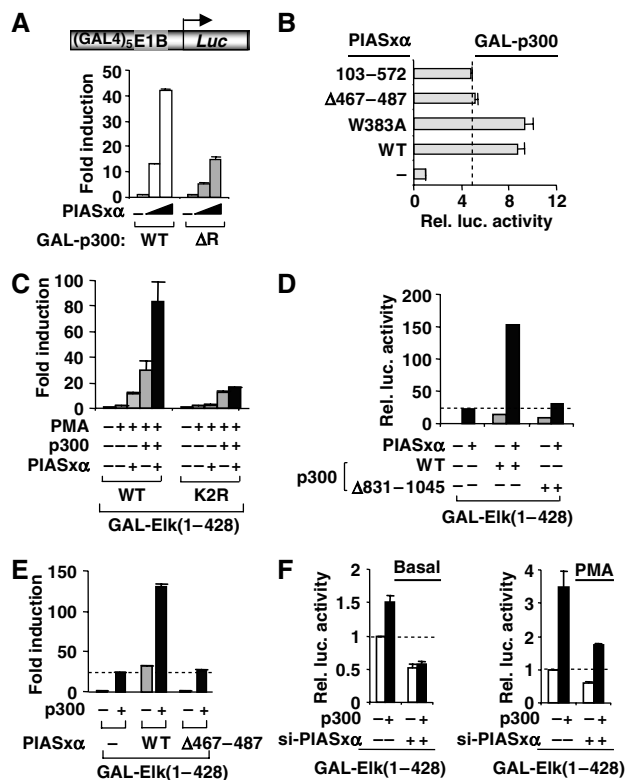 A
(GAL4)5E1B Luc
Fold induction
50
40
30
20
10
0
PIASxα –
–
GAL-p300: WT ΔR
B
PIASxα GAL-p300
103–572
Δ467–487
W383A
WT
–
0 4 8 12
Rel. luc. activity
C
Fold induction
100
80
60
40
20
0
PMA – + + + + – + + + +
p300 – – – + + – – – + +
PIASxα – – + – + – – + – +
WT K2R
GAL-Elk(1–428)
D
Rel. luc. activity
200
150
100
50
0
PIASxα – + – + – +
p300 WT + +
Δ831–1045 + +
GAL-Elk(1–428)
E
Fold induction
150
100
50
0
p300 – + – + – +
PIASxα – WT Δ467–487
GAL-Elk(1–428)
F
Basal
Rel. luc. activity
2
1.5
1
0.5
0
p300 – + – +
si-PIASxα – – + +
GAL-Elk(1–428)
PMA
Rel. luc. activity
4
3
2
1
0
p300 – + – +
si-PIASxα – – + +
GAL-Elk(1–428)